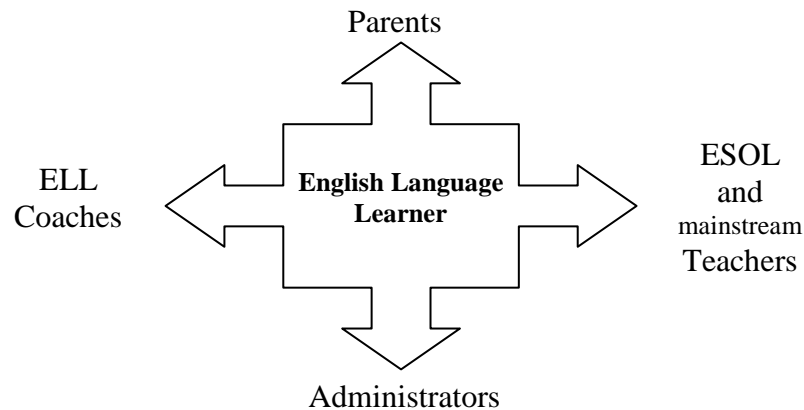 Parents
ELL
Coaches
English Language
Learner
ESOL
and
mainstream
Teachers
Administrators